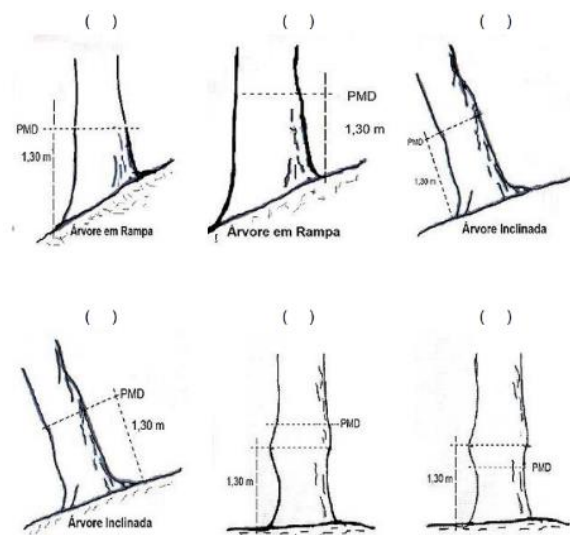 ( )
( )
( )
PMD
1,30 m
Árvore em Rampa
PMD
1,30 m
Árvore em Rampa
PMD
1,30 m
Árvore Inclinada
( )
( )
( )
PMD
1,30 m
Árvore Inclinada
PMD
1,30 m
PMD
1,30 m